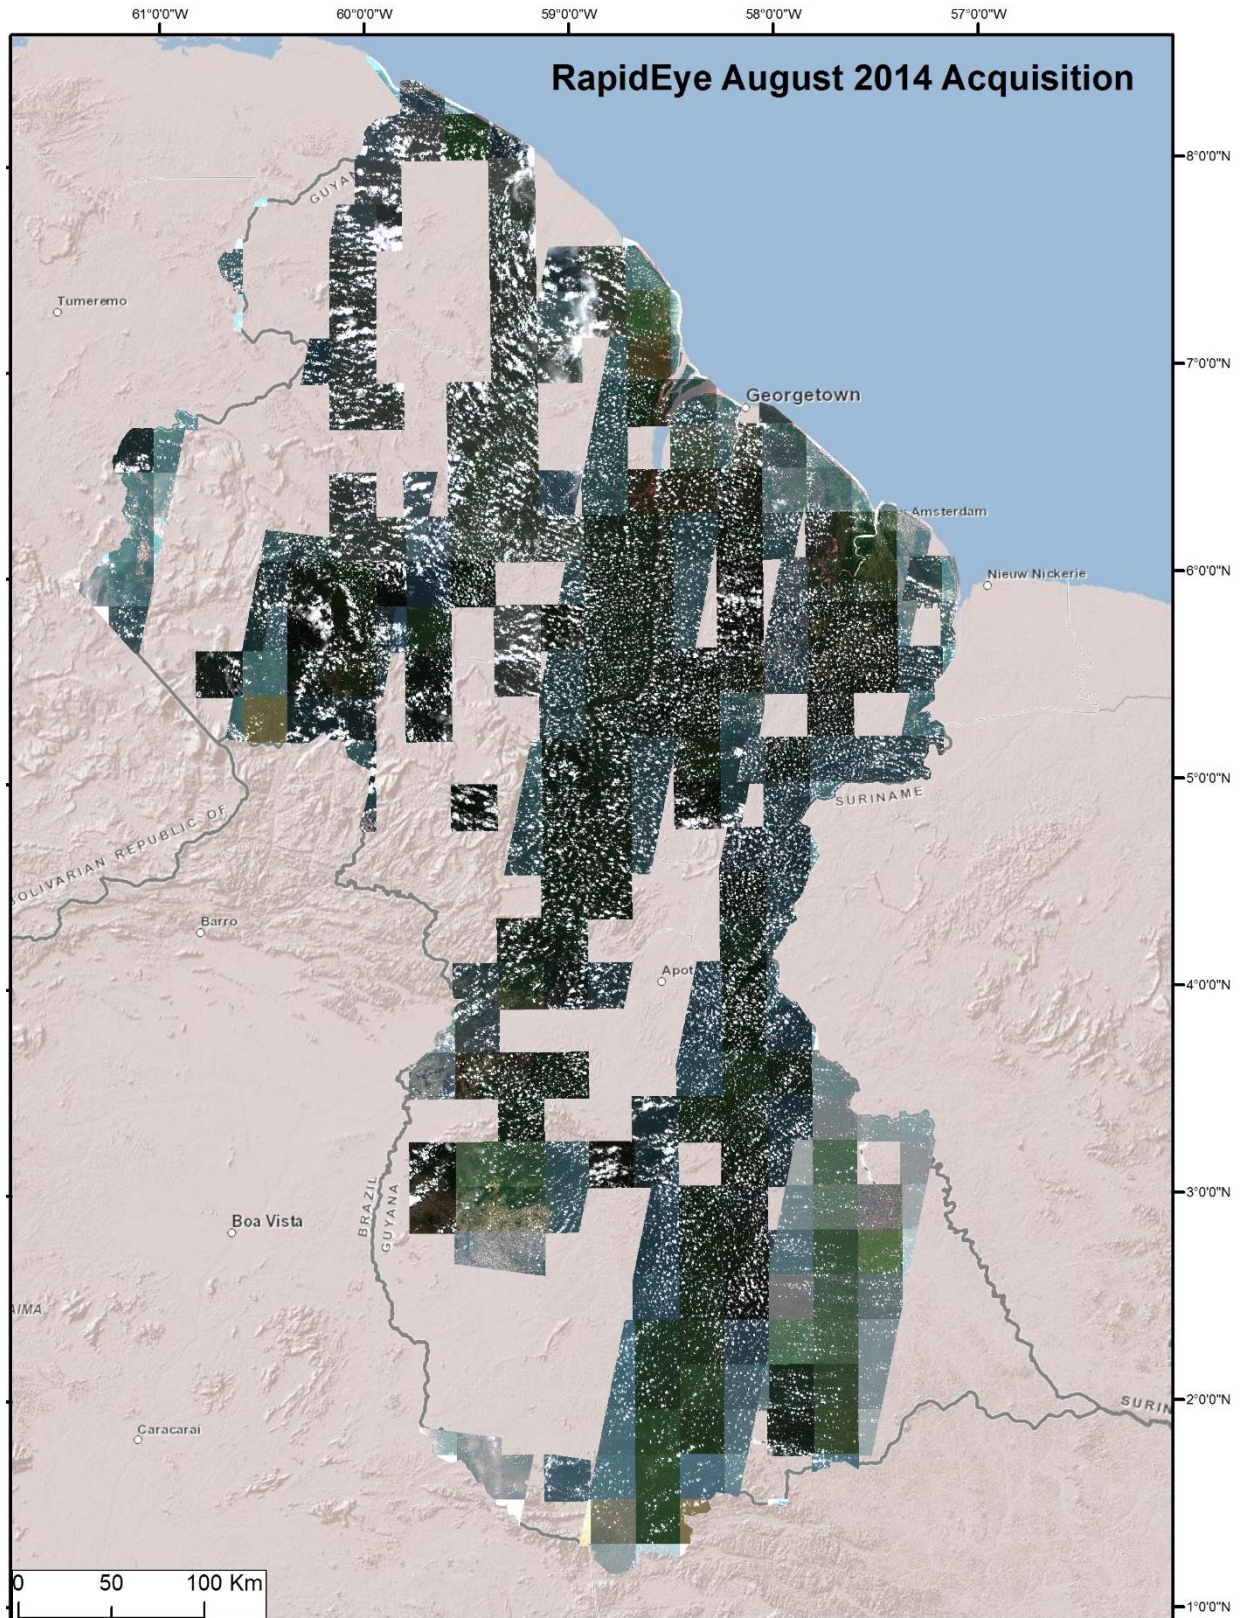 61°0'0"W 60°0'0"W 59°0'0"W 58°0'0"W 57°0'0"W
RapidEye August 2014 Acquisition
8°0'0"N
GUYAN
Tumeremo
7°0'0"N
Georgetown
Amsterdam
Nieuw Nickerie
6°0'0"N
5°0'0"N
SURINAME
OLIVARIAN REPUBLIC OF
Barro
Apot
4°0'0"N
BRAZIL
GUYANA
3°0'0"N
Boa Vista
AIMA
2°0'0"N
SURIN
Caracarai
0 50 100 Km
1°0'0"N